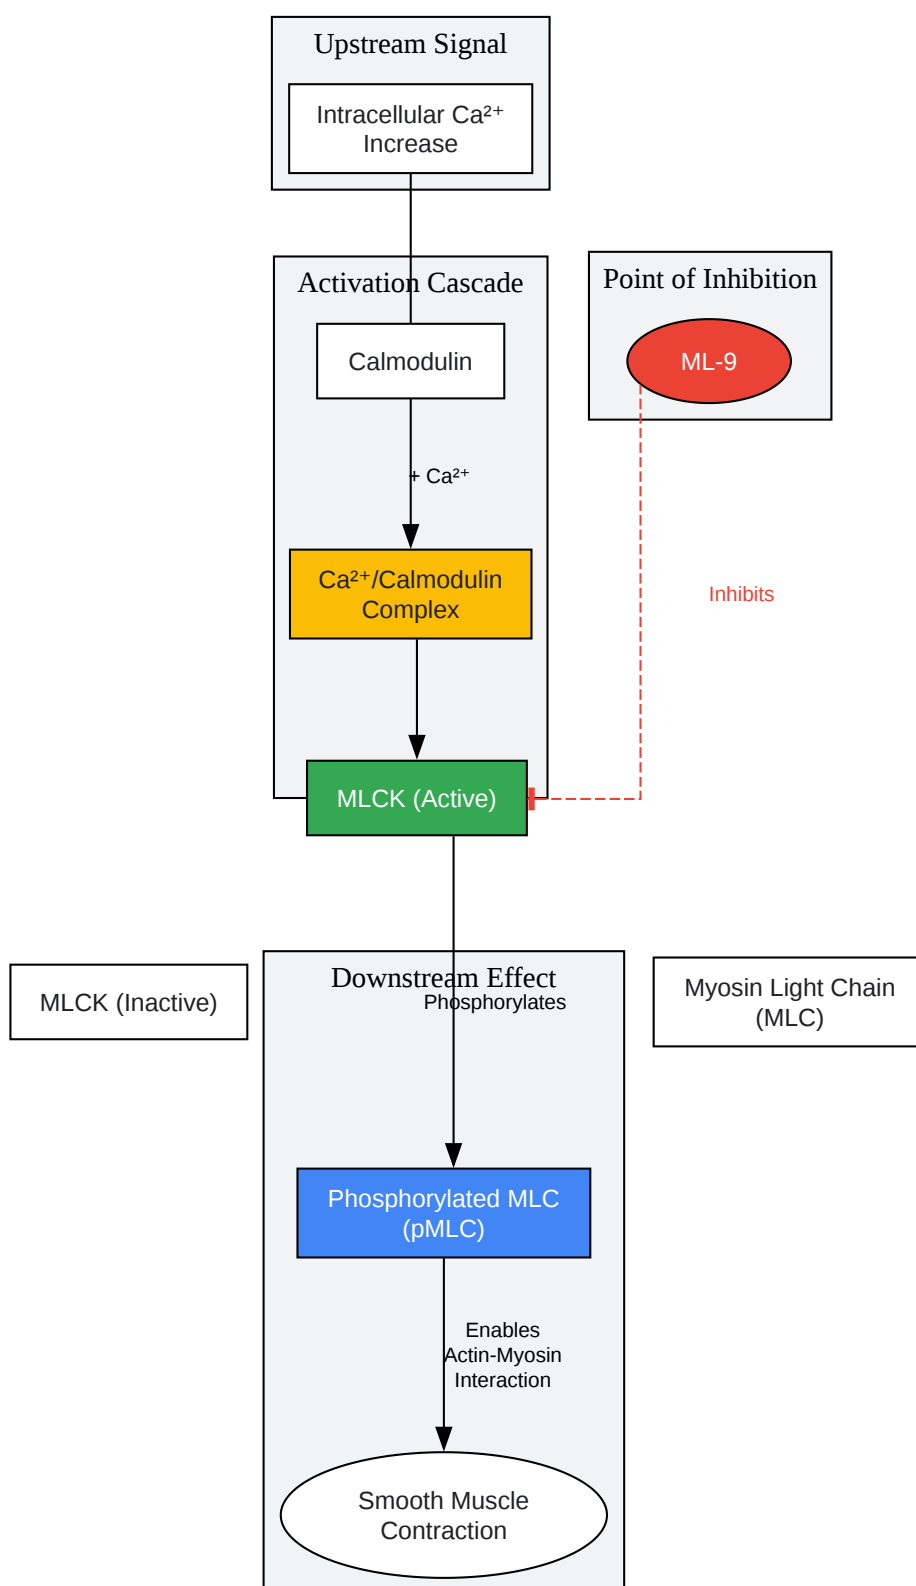 Upstream Signal
Intracellular Ca²⁺
Increase
Activation Cascade
Point of Inhibition
Calmodulin
ML-9
+ Ca²⁺
Ca²⁺/Calmodulin
Complex
Inhibits
MLCK (Active)
Downstream Effect
Phosphorylates
MLCK (Inactive)
Myosin Light Chain
(MLC)
Phosphorylated MLC
(pMLC)
Enables
Actin-Myosin
Interaction
Smooth Muscle
Contraction